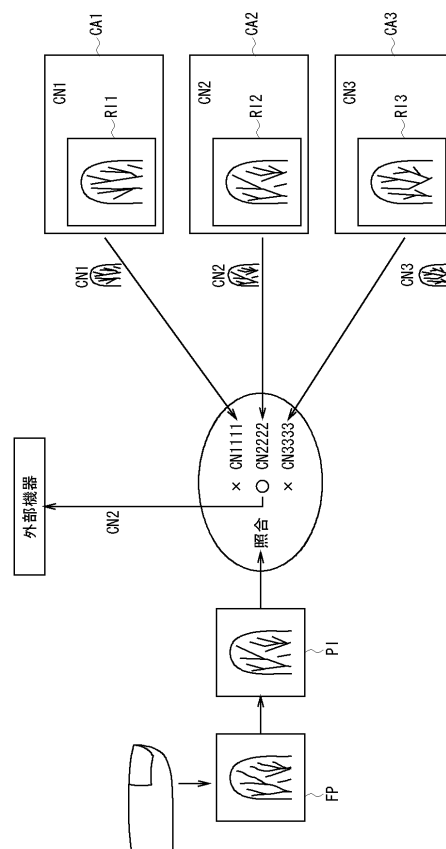 CA1
CN1
RI1
CA2
CN2
RI2
CA3
CN3
RI3
CN1
CN2
CN3
外部機器
CN2
照合
× CN1111
○ CN2222
× CN3333
PI
FP